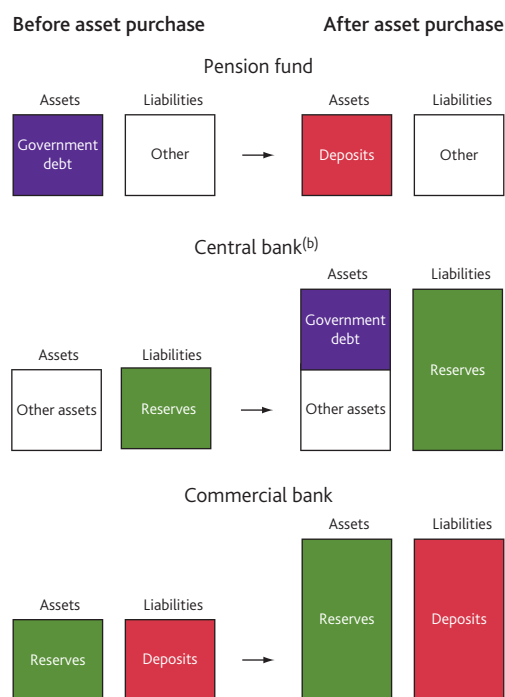 Before asset purchase
After asset purchase
Pension fund
Assets
Liabilities
Assets
Liabilities
Government
debt
Other
Deposits
Other
Central bank(b)
Assets
Liabilities
Government
debt
Assets
Liabilities
Reserves
Other assets
Reserves
Other assets
Commercial bank
Assets
Liabilities
Assets
Liabilities
Reserves
Deposits
Reserves
Deposits